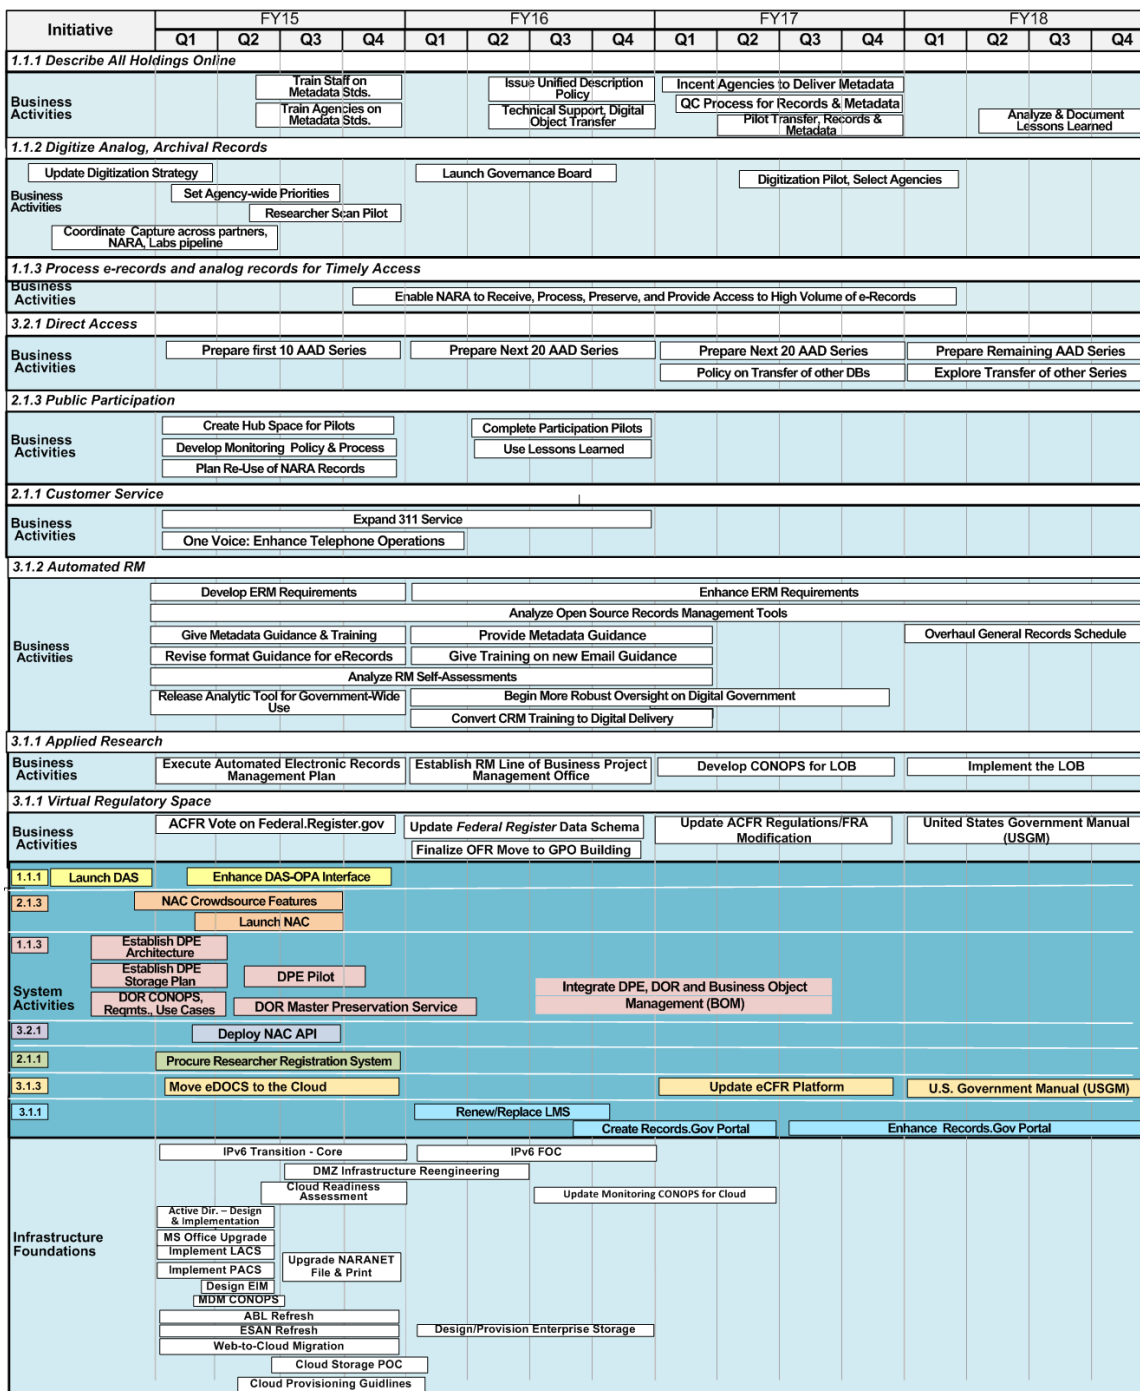 Initiative
FY15 FY16 FY17 FY18
Q1 Q2 Q3 Q4 Q1 Q2 Q3 Q4 Q1 Q2 Q3 Q4 Q1 Q2 Q3 Q4
1.1.1 Describe All Holdings Online
Business
Activities
Train Staff on
Metadata Stds.
Train Agencies on
Metadata Stds.
Issue Unified Description
Policy
Technical Support, Digital
Object Transfer
Incent Agencies to Deliver Metadata
QC Process for Records & Metadata
Pilot Transfer, Records &
Metadata
Analyze & Document
Lessons Learned
1.1.2 Digitize Analog, Archival Records
Business
Activities
Update Digitization Strategy
Set Agency-wide Priorities
Researcher Scan Pilot
Coordinate Capture across partners,
NARA, Labs pipeline
Launch Governance Board
Digitization Pilot, Select Agencies
1.1.3 Process e-records and analog records for Timely Access
Business
Activities
Enable NARA to Receive, Process, Preserve, and Provide Access to High Volume of e-Records
3.2.1 Direct Access
Business
Activities
Prepare first 10 AAD Series
Prepare Next 20 AAD Series
Prepare Next 20 AAD Series
Prepare Remaining AAD Series
Policy on Transfer of other DBs
Explore Transfer of other Series
2.1.3 Public Participation
Business
Activities
Create Hub Space for Pilots
Develop Monitoring Policy & Process
Plan Re-Use of NARA Records
Complete Participation Pilots
Use Lessons Learned
2.1.1 Customer Service
Business
Activities
Expand 311 Service
One Voice: Enhance Telephone Operations
3.1.2 Automated RM
Business
Activities
Develop ERM Requirements
Enhance ERM Requirements
Analyze Open Source Records Management Tools
Give Metadata Guidance & Training
Provide Metadata Guidance
Overhaul General Records Schedule
Revise format Guidance for eRecords
Give Training on new Email Guidance
Analyze RM Self-Assessments
Release Analytic Tool for Government-Wide
Use
Begin More Robust Oversight on Digital Government
Convert CRM Training to Digital Delivery
3.1.1 Applied Research
Business
Activities
Execute Automated Electronic Records
Management Plan
Establish RM Line of Business Project
Management Office
Develop CONOPS for LOB
Implement the LOB
3.1.1 Virtual Regulatory Space
Business
Activities
ACFR Vote on Federal.Register.gov
Update Federal Register Data Schema
Finalize OFR Move to GPO Building
Update ACFR Regulations/FRA
Modification
United States Government Manual
(USGM)
System
Activities
1.1.1
Launch DAS
Enhance DAS-OPA Interface
2.1.3
NAC Crowdsource Features
Launch NAC
1.1.3
Establish DPE
Architecture
Establish DPE
Storage Plan
DPE Pilot
DOR CONOPS,
Reqmts., Use Cases
DOR Master Preservation Service
Integrate DPE, DOR and Business Object
Management (BOM)
3.2.1
Deploy NAC API
2.1.1
Procure Researcher Registration System
3.1.3
Move eDOCS to the Cloud
Update eCFR Platform
U.S. Government Manual (USGM)
3.1.1
Renew/Replace LMS
Create Records.Gov Portal
Enhance Records.Gov Portal
Infrastructure
Foundations
IPv6 Transition - Core
IPv6 FOC
DMZ Infrastructure Reengineering
Cloud Readiness
Assessment
Update Monitoring CONOPS for Cloud
Active Dir. – Design
& Implementation
MS Office Upgrade
Implement LACS
Implement PACS
Upgrade NARANET
File & Print
Design EIM
MDM CONOPS
ABL Refresh
ESAN Refresh
Design/Provision Enterprise Storage
Web-to-Cloud Migration
Cloud Storage POC
Cloud Provisioning Guidlines